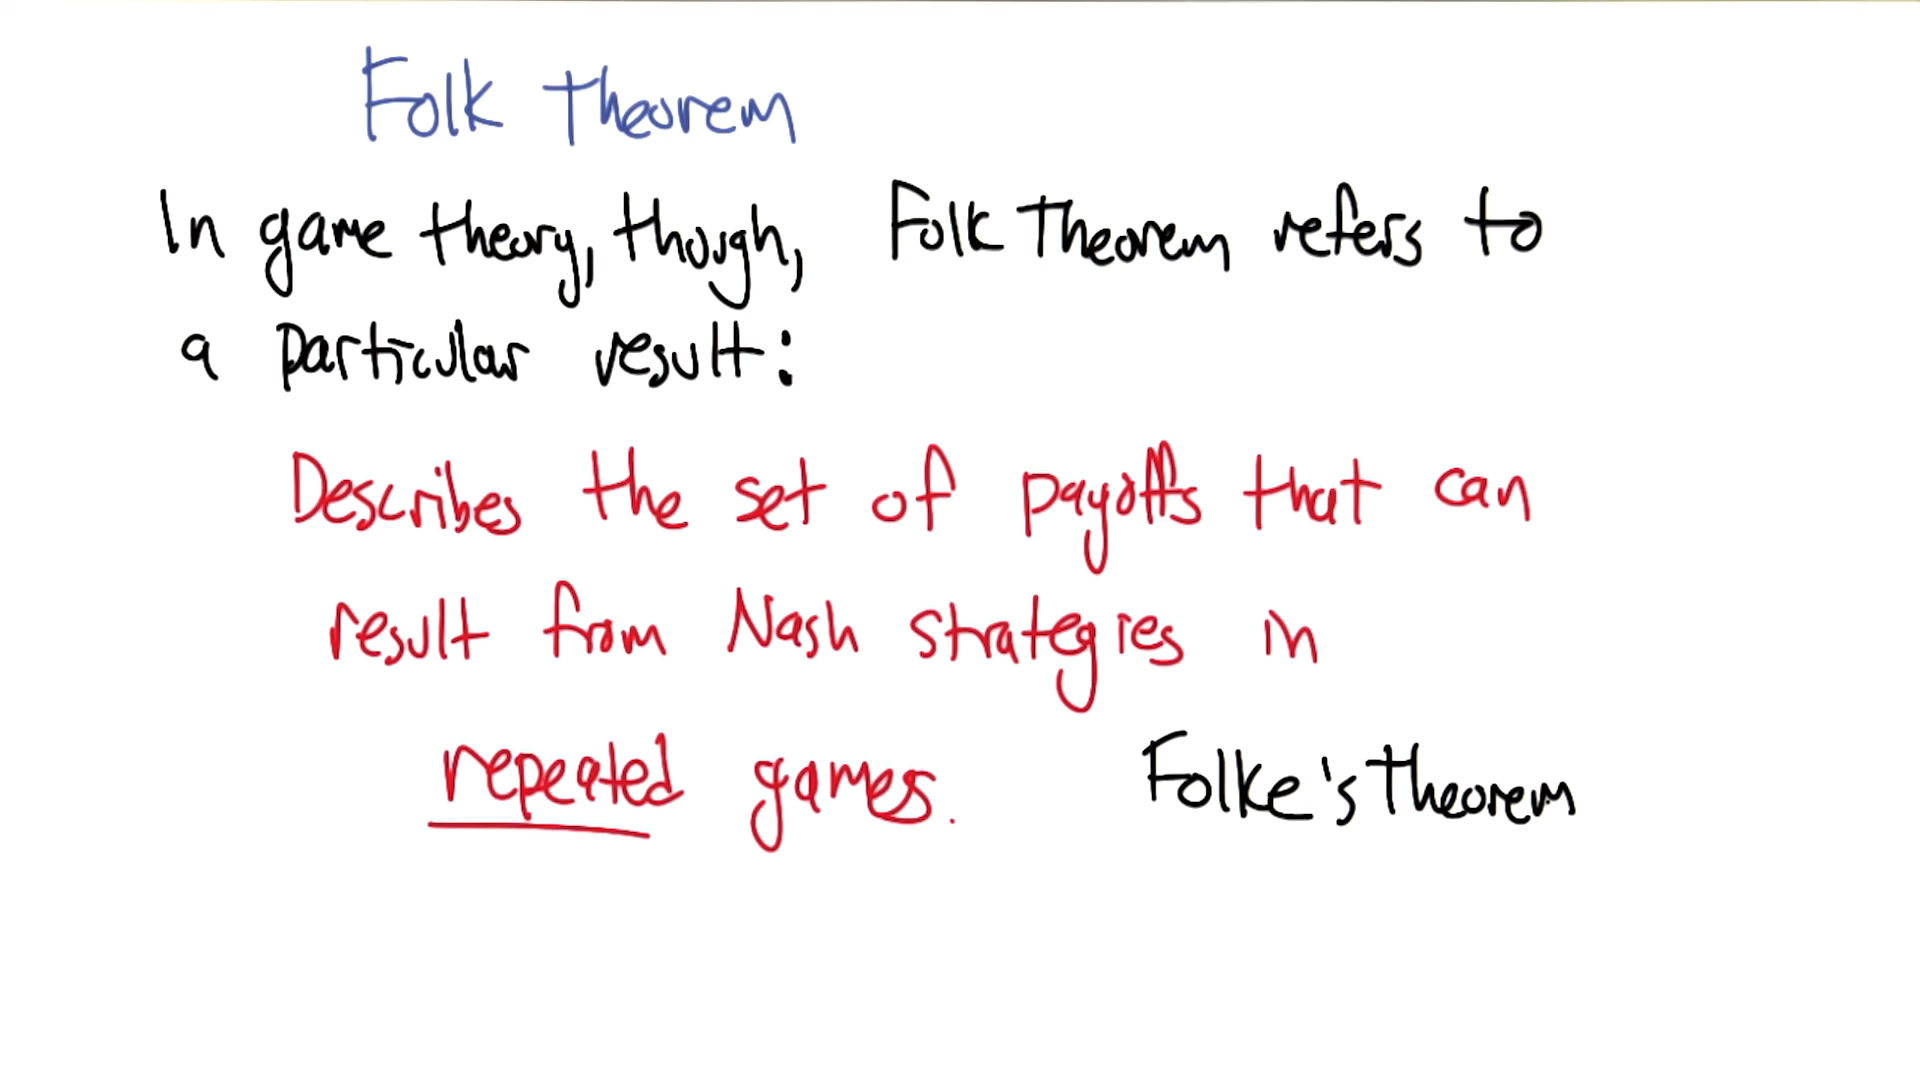 Folk Theorem
In game theory, though, Folk Theorem refers to
a particular result:
Describes the set of payoffs that can
result from Nash strategies in
repeated games.
Folke's Theorem